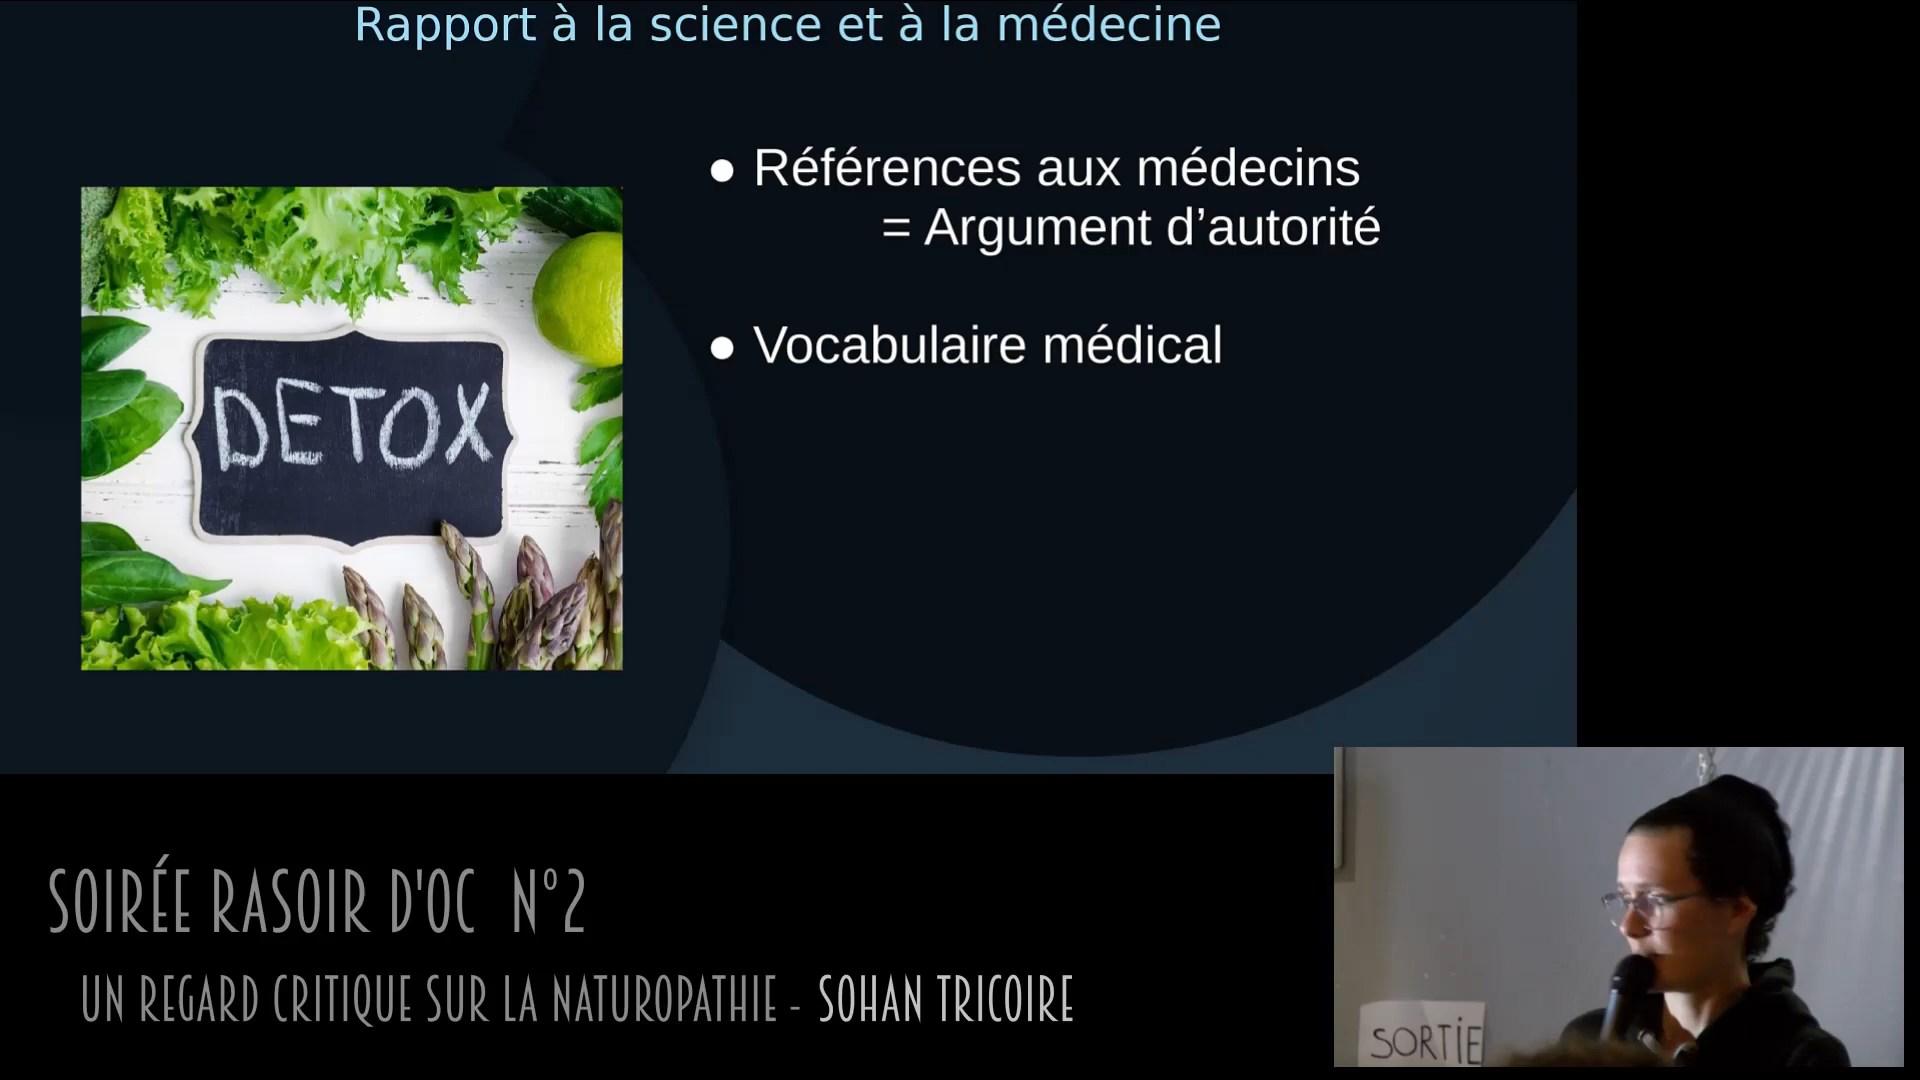 Rapport à la science et à la médecine
● Références aux médecins
= Argument d’autorité
● Vocabulaire médical
DETOX
SOIRÉE RASOIR D'OC N°2
UN REGARD CRITIQUE SUR LA NATUROPATHIE - SOHAN TRICOIRE
SORTIE